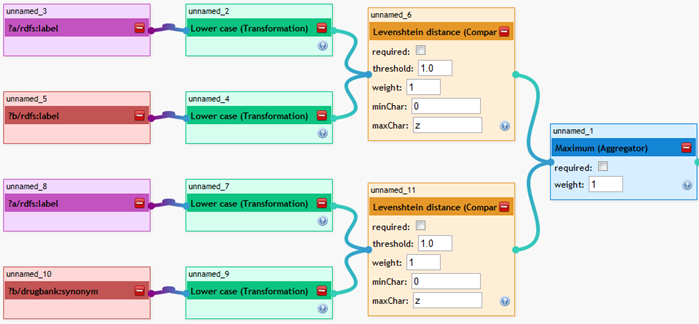 unnamed_3
?a/rdfs:label
unnamed_2
Lower case (Transformation)
unnamed_5
?b/rdfs:label
unnamed_4
Lower case (Transformation)
unnamed_6
Levenshtein distance (Compar
required:
threshold: 1.0
weight: 1
minChar: 0
maxChar: z
unnamed_8
?a/rdfs:label
unnamed_7
Lower case (Transformation)
unnamed_10
?b/drugbank:synonym
unnamed_9
Lower case (Transformation)
unnamed_11
Levenshtein distance (Compar
required:
threshold: 1.0
weight: 1
minChar: 0
maxChar: z
unnamed_1
Maximum (Aggregator)
required:
weight: 1